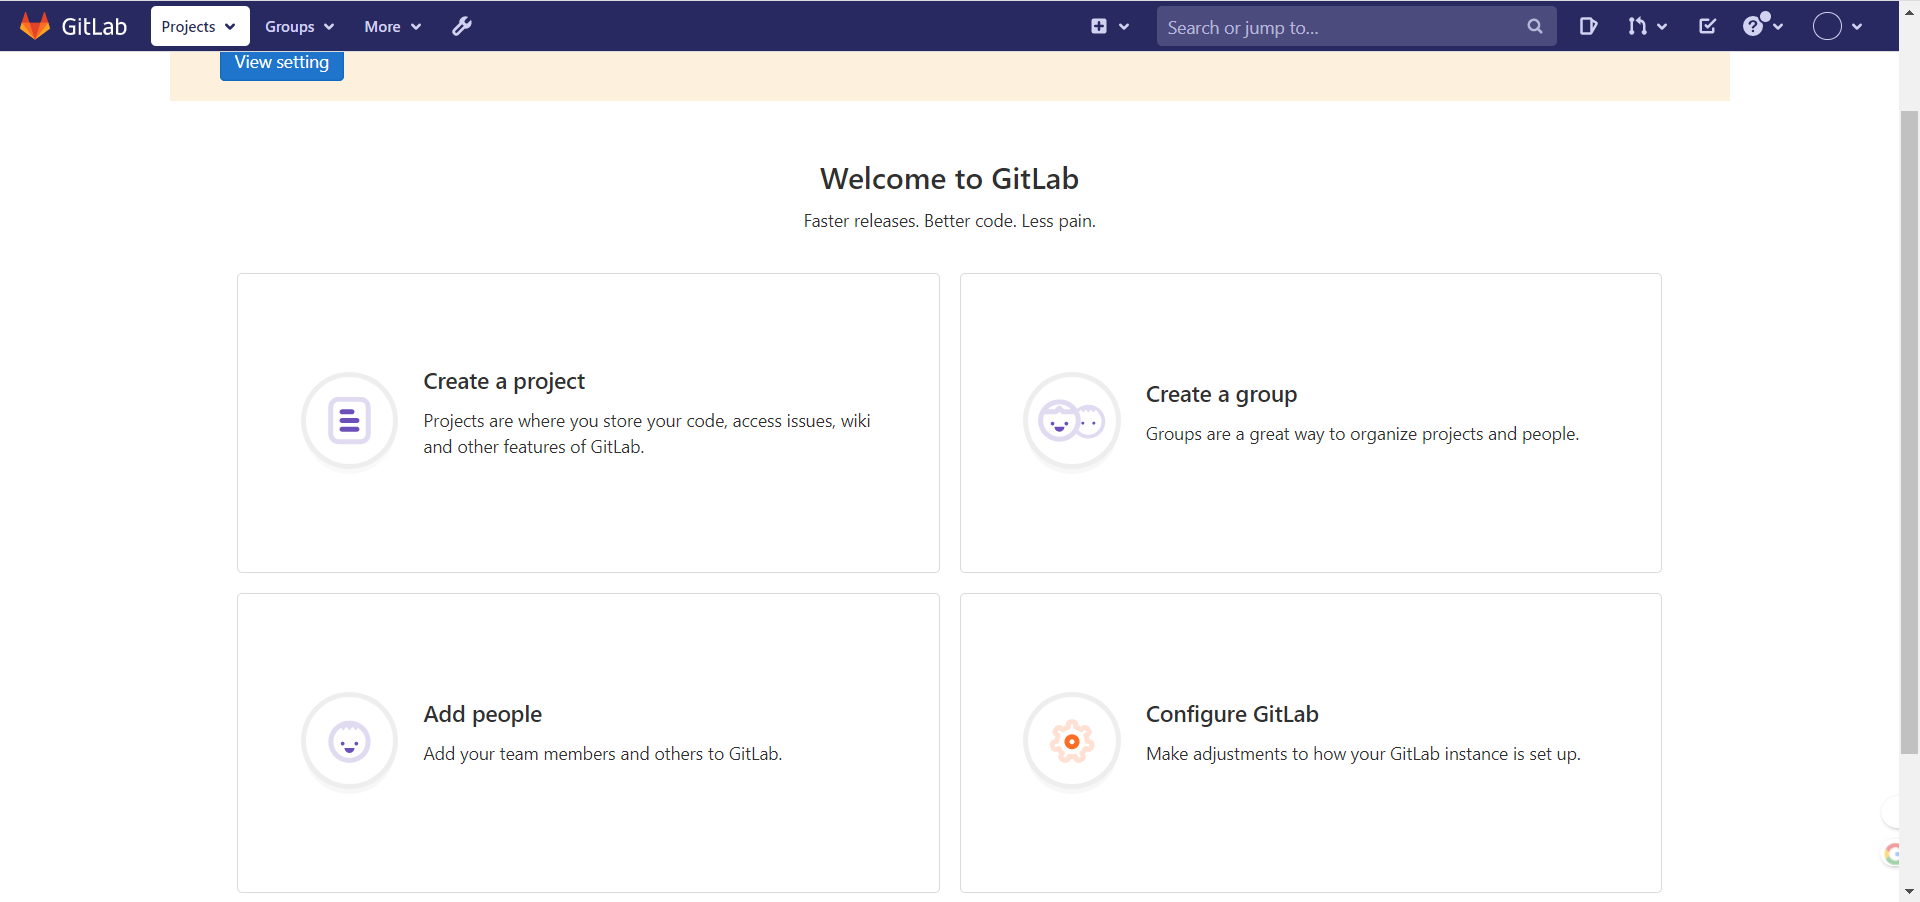 GitLab Projects Groups More Search or jump to...
View setting
Welcome to GitLab
Faster releases. Better code. Less pain.
Create a project
Projects are where you store your code, access issues, wiki
and other features of GitLab.
Create a group
Groups are a great way to organize projects and people.
Add people
Add your team members and others to GitLab.
Configure GitLab
Make adjustments to how your GitLab instance is set up.